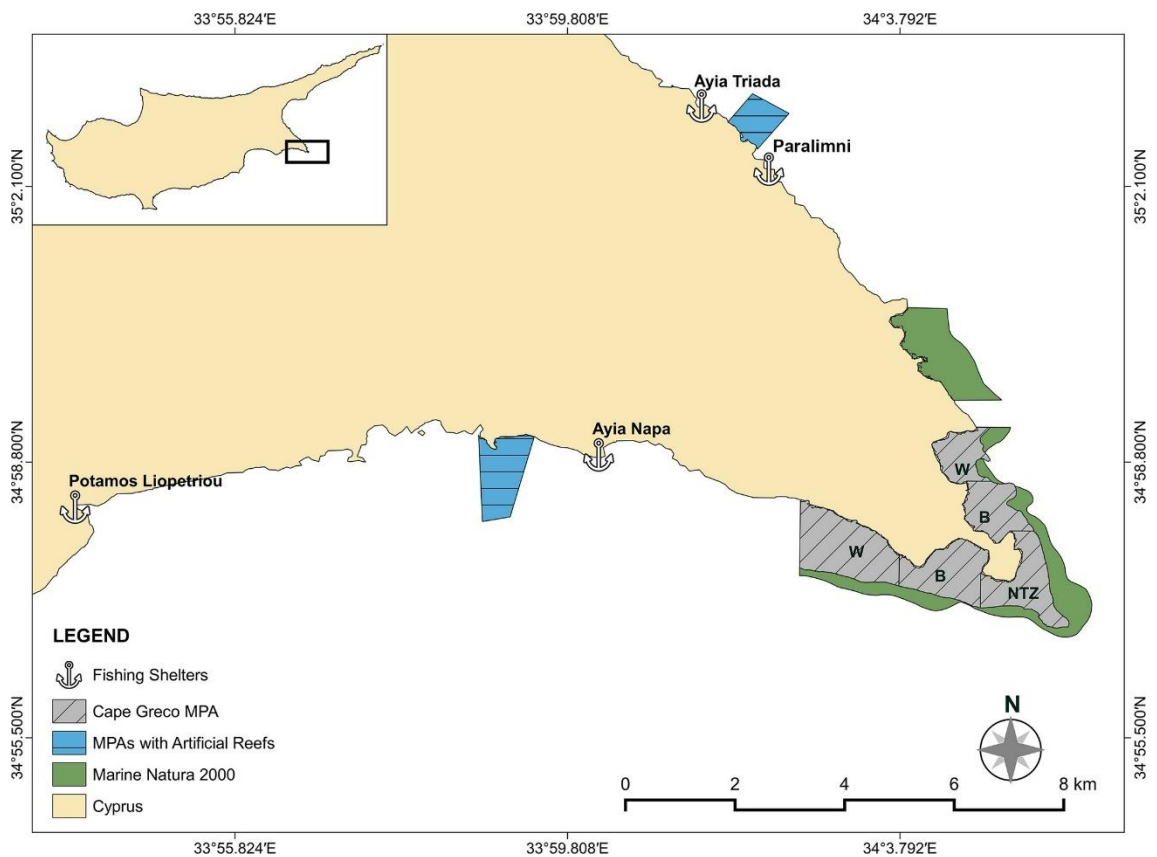 33°55.824'E 33°59.808'E 34°3.792'E
Ayia Triada
Paralimni
35°2.100'N 35°2.100'N
Ayia Napa
34°58.800'N 34°58.800'N
Potamos Liopetriou
W
B
W
B
NTZ
LEGEND
Fishing Shelters
Cape Greco MPA
MPAs with Artificial Reefs
Marine Natura 2000
Cyprus
N
34°55.500'N 34°55.500'N
0 2 4 6 8 km
33°55.824'E 33°59.808'E 34°3.792'E